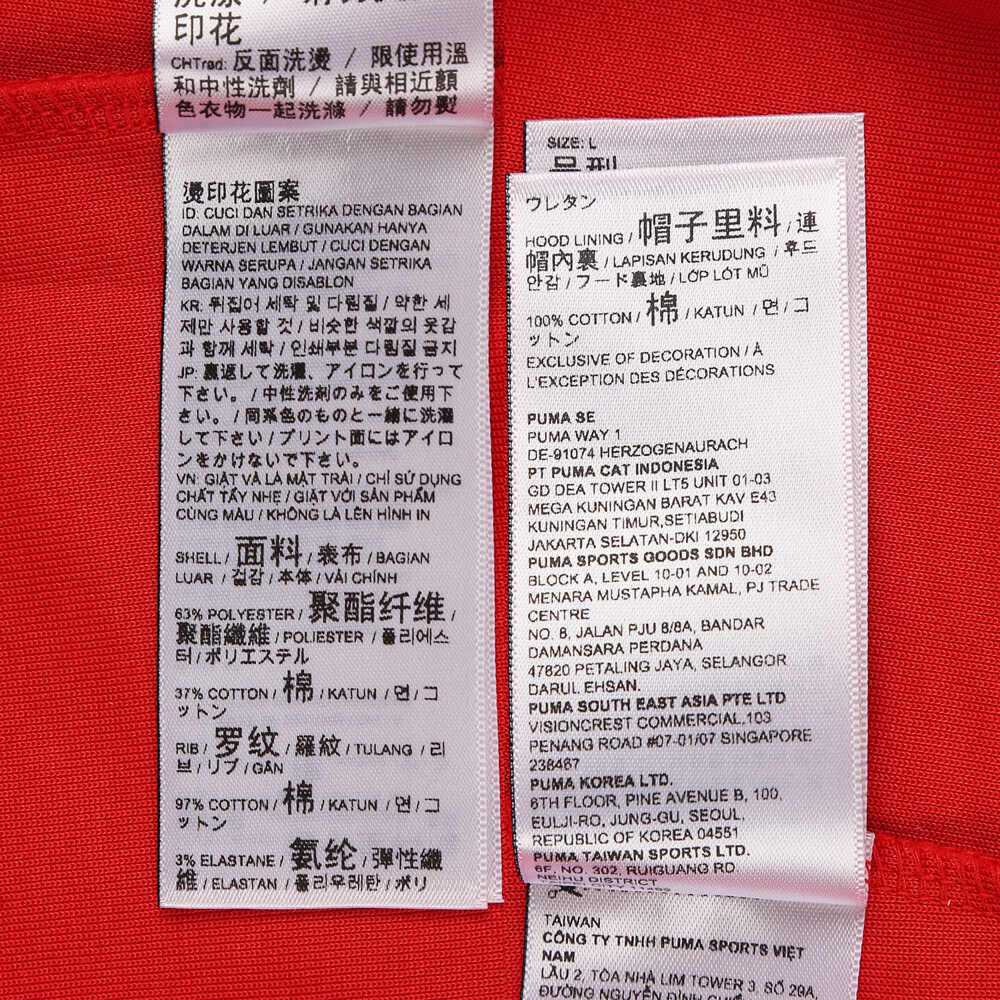 印花
CHTrad: 反面洗燙 / 限使用溫
和中性洗劑 / 請與相近顏
色衣物一起洗滌 / 請勿熨
燙印花圖案
ID: CUCI DAN SETRIKA DENGAN BAGIAN
DALAM DI LUAR / GUNAKAN HANYA
DETERJEN LEMBUT / CUCI DENGAN
WARNA SERUPA / JANGAN SETRIKA
BAGIAN YANG DISABLON
KR: 뒤집어 세탁 및 다림질 / 약한 세
제만 사용할 것 / 비슷한 색깔의 옷감
과 함께 세탁 / 인쇄부분 다림질 금지
JP: 裏返して洗濯、アイロンを行って
下さい。 / 中性洗剤のみをご使用下
さい。 / 同系色のものと一緒に洗濯
して下さい / プリント面にはアイロ
ンをかけないで下さい。
VN: GIẶT VÀ LÀ MẶT TRÁI / CHỈ SỬ DỤNG
CHẤT TẨY NHẸ / GIẶT VỚI SẢN PHẨM
CÙNG MÀU / KHÔNG LÀ LÊN HÌNH IN
SHELL / 面料 / 表布 / BAGIAN
LUAR / 겉감 / 本体 / VẢI CHÍNH
63% POLYESTER / 聚酯纤维 /
聚酯纖維 / POLIESTER / 폴리에스
터 / ポリエステル
37% COTTON / 棉 / KATUN / 면 / コ
ットン
RIB / 罗纹 / 羅紋 / TULANG / 리
브 / リブ / GÂN
97% COTTON / 棉 / KATUN / 면 / コ
ットン
3% ELASTANE / 氨纶 / 彈性纖
維 / ELASTAN / 폴리우레탄 / ポリ
SIZE: L
号型
ウレタン
HOOD LINING / 帽子里料 / 連
帽內裏 / LAPISAN KERUDUNG / 후드
안감 / フード裏地 / LỚP LÓT MŨ
100% COTTON / 棉 / KATUN / 면 / コ
ットン
EXCLUSIVE OF DECORATION / À
L'EXCEPTION DES DÉCORATIONS
PUMA SE
PUMA WAY 1
DE-91074 HERZOGENAURACH
PT PUMA CAT INDONESIA
GD DEA TOWER II LT5 UNIT 01-03
MEGA KUNINGAN BARAT KAV E43
KUNINGAN TIMUR,SETIABUDI
JAKARTA SELATAN-DKI 12950
PUMA SPORTS GOODS SDN BHD
BLOCK A, LEVEL 10-01 AND 10-02
MENARA MUSTAPHA KAMAL, PJ TRADE
CENTRE
NO. 8, JALAN PJU 8/8A, BANDAR
DAMANSARA PERDANA
47820 PETALING JAYA, SELANGOR
DARUL EHSAN.
PUMA SOUTH EAST ASIA PTE LTD
VISIONCREST COMMERCIAL,103
PENANG ROAD #07-01/07 SINGAPORE
238467
PUMA KOREA LTD.
6TH FLOOR, PINE AVENUE B, 100,
EULJI-RO, JUNG-GU, SEOUL,
REPUBLIC OF KOREA 04551
PUMA TAIWAN SPORTS LTD.
6F, NO. 302, RUIGUANG RD
NEIHU DISTRICT
TAIWAN
CÔNG TY TNHH PUMA SPORTS VIỆT
NAM
LẦU 2, TÒA NHÀ LIM TOWER 3, SỐ 29A,
ĐƯỜNG NGUYỄN ĐÌNH